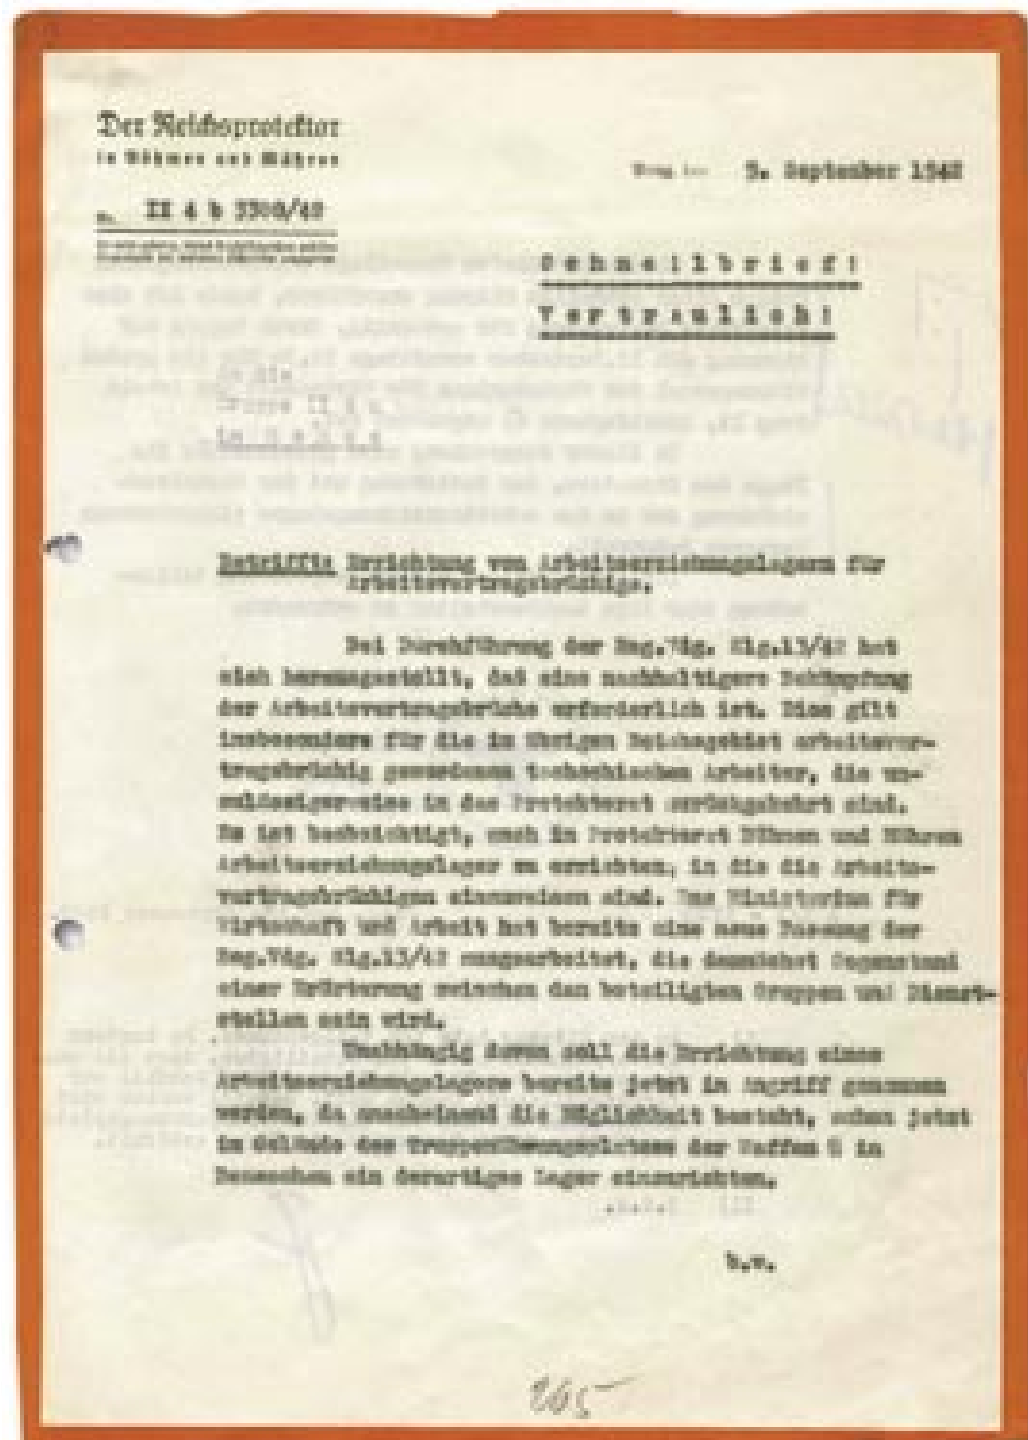 Der Reichsprotektor
in Böhmen und Mähren
September 1942
II 4 b
Schnellbrief!
Vertraulich!
An die
Gruppe II
im Hause
Betrifft: Errichtung von Arbeitserziehungslagern für
Arbeitsvertragsbrüchige.
Bei Durchführung der Reg.Vdg. Slg.13/42 hat
sich herausgestellt, daß eine nachhaltigere Bekämpfung
der Arbeitsvertragsbrüche erforderlich ist. Dies gilt
insbesondere für die im übrigen Reichsgebiet arbeitsver-
tragsbrüchig gewordenen tschechischen Arbeiter, die un-
zulässigerweise in das Protektorat zurückgekehrt sind.
Es ist beabsichtigt, auch im Protektorat Böhmen und Mähren
Arbeitserziehungslager zu errichten, in die die Arbeits-
vertragsbrüchigen einzuweisen sind. Das Ministerium für
Wirtschaft und Arbeit hat bereits eine neue Fassung der
Reg.Vdg. Slg.13/42 ausgearbeitet, die demnächst Gegenstand
einer Erörterung zwischen den beteiligten Gruppen und Dienst-
stellen sein wird.
Unabhängig davon soll die Errichtung eines
Arbeitserziehungslagers bereits jetzt in Angriff genommen
werden, da anscheinend die Möglichkeit besteht, schon jetzt
im Gelände des Truppenübungsplatzes der Waffen in
Beneschau ein derartiges Lager einzurichten.
b.w.